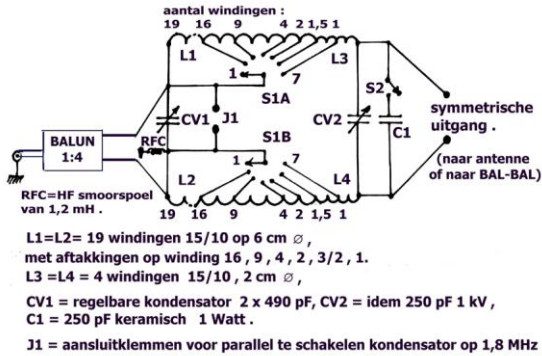 aantal windingen :
19 16 9 4 2 1,5 1
L1 L3
1 7
S1A
S2
CV1 J1 CV2 C1
symmetrische
uitgang .
BALUN
1:4
RFC
S1B
1 7
(naar antenne
of naar BAL-BAL)
L2 L4
RFC=HF smoorspoel
van 1,2 mH .
19 16 9 4 2 1,5 1
L1=L2= 19 windingen 15/10 op 6 cm ⌀ ,
met aftakkingen op winding 16 , 9 , 4 , 2 , 3/2 , 1.
L3 =L4 = 4 windingen 15/10 , 2 cm ⌀ ,
CV1 = regelbare kondensator 2 x 490 pF, CV2 = idem 250 pF 1 kV ,
C1 = 250 pF keramisch 1 Watt .
J1 = aansluitklemmen voor parallel te schakelen kondensator op 1,8 MHz